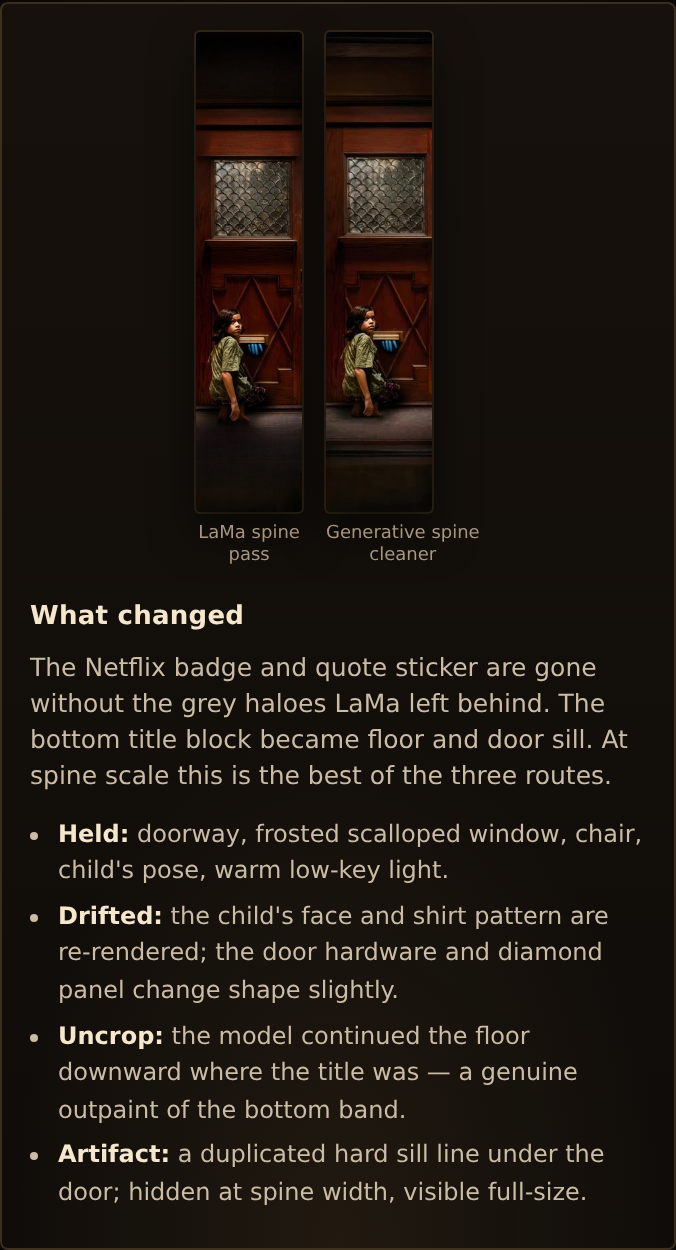 LaMa spine
pass
Generative spine
cleaner
What changed
The Netflix badge and quote sticker are gone
without the grey haloes LaMa left behind. The
bottom title block became floor and door sill. At
spine scale this is the best of the three routes.
• Held: doorway, frosted scalloped window, chair,
child's pose, warm low-key light.
• Drifted: the child's face and shirt pattern are
re-rendered; the door hardware and diamond
panel change shape slightly.
• Uncrop: the model continued the floor
downward where the title was — a genuine
outpaint of the bottom band.
• Artifact: a duplicated hard sill line under the
door; hidden at spine width, visible full-size.